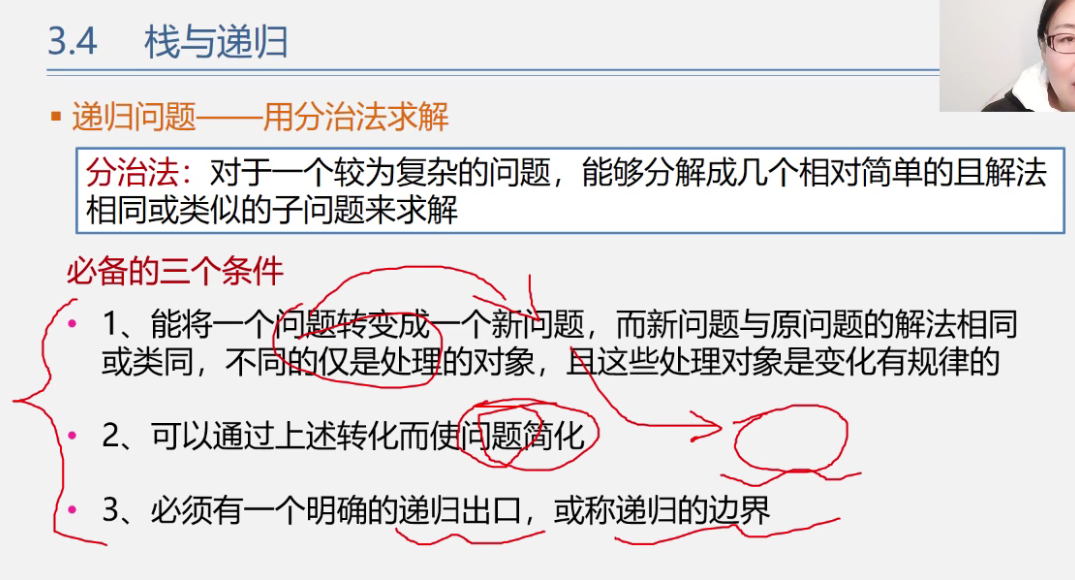 3.4 栈与递归
▪ 递归问题——用分治法求解
分治法：对于一个较为复杂的问题，能够分解成几个相对简单的且解法
相同或类似的子问题来求解
必备的三个条件
• 1、能将一个问题转变成一个新问题，而新问题与原问题的解法相同
或类同，不同的仅是处理的对象，且这些处理对象是变化有规律的
• 2、可以通过上述转化而使问题简化
• 3、必须有一个明确的递归出口，或称递归的边界